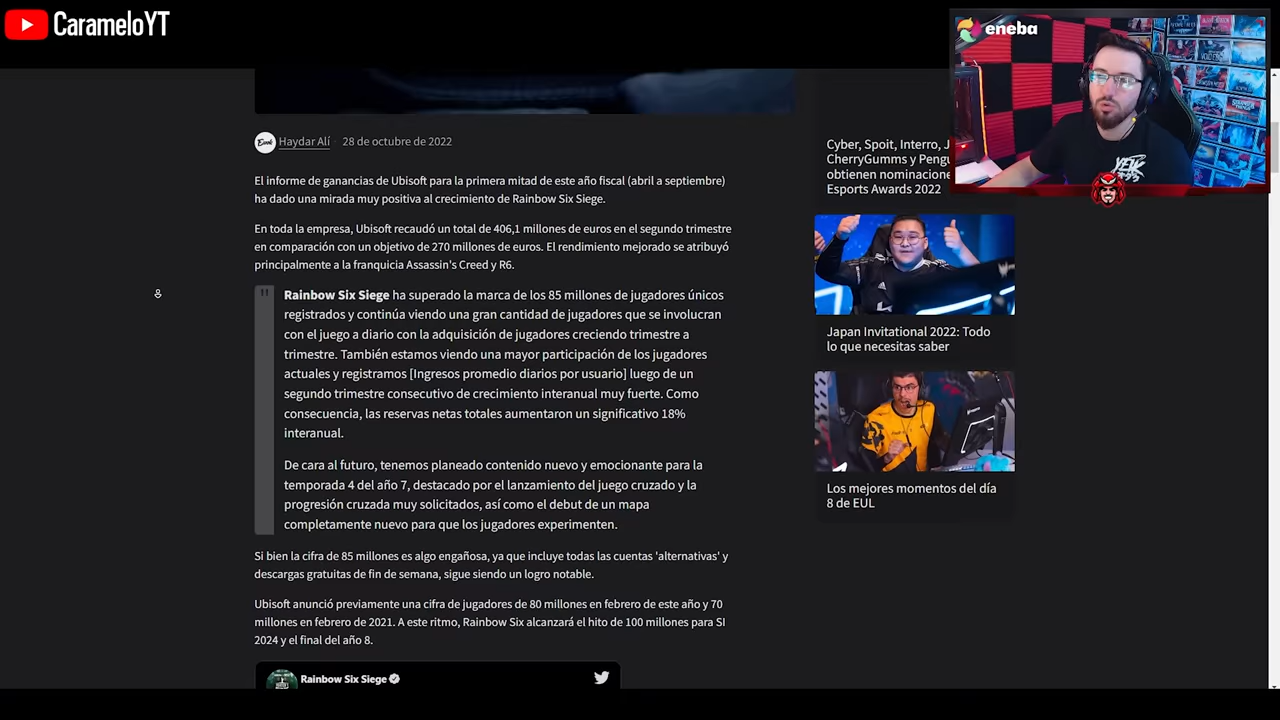 CarameloYT
eneba
Haydar Alí 28 de octubre de 2022
El informe de ganancias de Ubisoft para la primera mitad de este año fiscal (abril a septiembre)
ha dado una mirada muy positiva al crecimiento de Rainbow Six Siege.
En toda la empresa, Ubisoft recaudó un total de 406,1 millones de euros en el segundo trimestre
en comparación con un objetivo de 270 millones de euros. El rendimiento mejorado se atribuyó
principalmente a la franquicia Assassin's Creed y R6.
Rainbow Six Siege ha superado la marca de los 85 millones de jugadores únicos
registrados y continúa viendo una gran cantidad de jugadores que se involucran
con el juego a diario con la adquisición de jugadores creciendo trimestre a
trimestre. También estamos viendo una mayor participación de los jugadores
actuales y registramos [Ingresos promedio diarios por usuario] luego de un
segundo trimestre consecutivo de crecimiento interanual muy fuerte. Como
consecuencia, las reservas netas totales aumentaron un significativo 18%
interanual.
De cara al futuro, tenemos planeado contenido nuevo y emocionante para la
temporada 4 del año 7, destacado por el lanzamiento del juego cruzado y la
progresión cruzada muy solicitados, así como el debut de un mapa
completamente nuevo para que los jugadores experimenten.
Si bien la cifra de 85 millones es algo engañosa, ya que incluye todas las cuentas 'alternativas' y
descargas gratuitas de fin de semana, sigue siendo un logro notable.
Ubisoft anunció previamente una cifra de jugadores de 80 millones en febrero de este año y 70
millones en febrero de 2021. A este ritmo, Rainbow Six alcanzará el hito de 100 millones para SI
2024 y el final del año 8.
Rainbow Six Siege
Cyber, Spoit, Interro, J
CherryGumms y Pengu
obtienen nominacione
Esports Awards 2022
Japan Invitational 2022: Todo
lo que necesitas saber
Los mejores momentos del día
8 de EUL